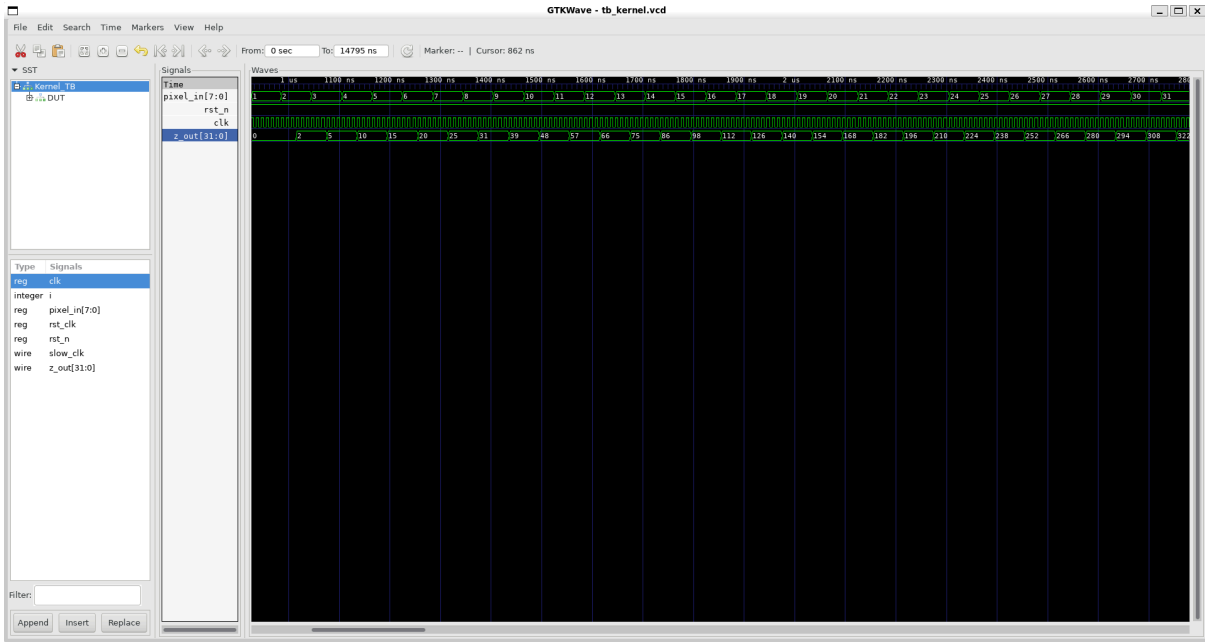 GTKWave - tb_kernel.vcd
File Edit Search Time Markers View Help
From: 0 sec To: 14795 ns Marker: -- | Cursor: 862 ns
SST
Kernel_TB
DUT
Type Signals
reg clk
integer i
reg pixel_in[7:0]
reg rst_clk
reg rst_n
wire slow_clk
wire z_out[31:0]
Filter:
Append Insert Replace
Signals
Time
pixel_in[7:0]
rst_n
clk
z_out[31:0]
Waves
1 us 1100 ns 1200 ns 1300 ns 1400 ns 1500 ns 1600 ns 1700 ns 1800 ns 1900 ns 2 us 2100 ns 2200 ns 2300 ns 2400 ns 2500 ns 2600 ns 2700 ns 280
1 2 3 4 5 6 7 8 9 10 11 12 13 14 15 16 17 18 19 20 21 22 23 24 25 26 27 28 29 30 31
0 2 5 10 15 20 25 31 39 48 57 66 75 86 98 112 126 140 154 168 182 196 210 224 238 252 266 280 294 308 322